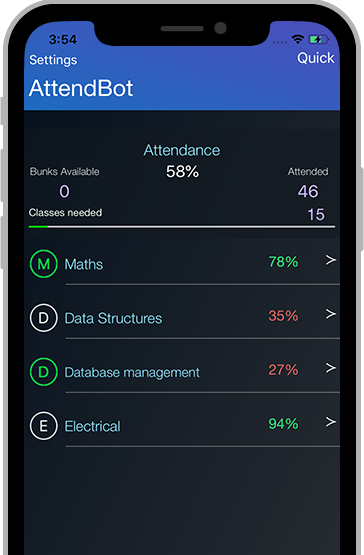 3:54
Settings Quick
AttendBot
Attendance
Bunks Available 58% Attended
0 46
Classes needed 15
M Maths 78%
D Data Structures 35%
D Database management 27%
E Electrical 94%